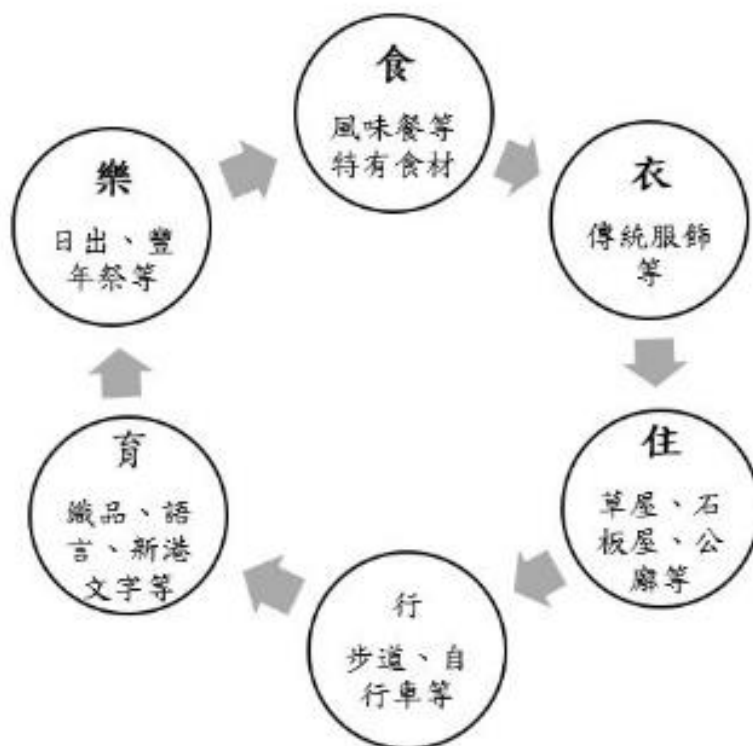 食
風味餐等
特有食材
衣
傳統服飾
等
住
草屋、石
板屋、公
廨等
行
步道、自
行車等
育
織品、語
言、新港
文字等
樂
日出、豐
年祭等